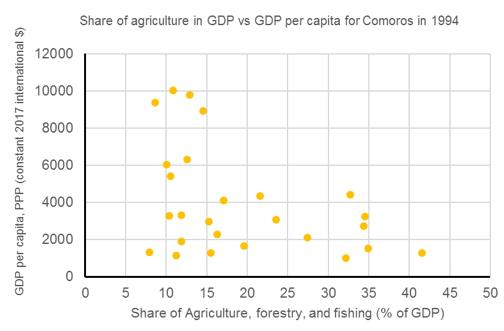 Share of agriculture in GDP vs GDP per capita for Comoros in 1994
GDP per capita, PPP (constant 2017 international $)
12000
10000
8000
6000
4000
2000
0
0 5 10 15 20 25 30 35 40 45 50
Share of Agriculture, forestry, and fishing (% of GDP)